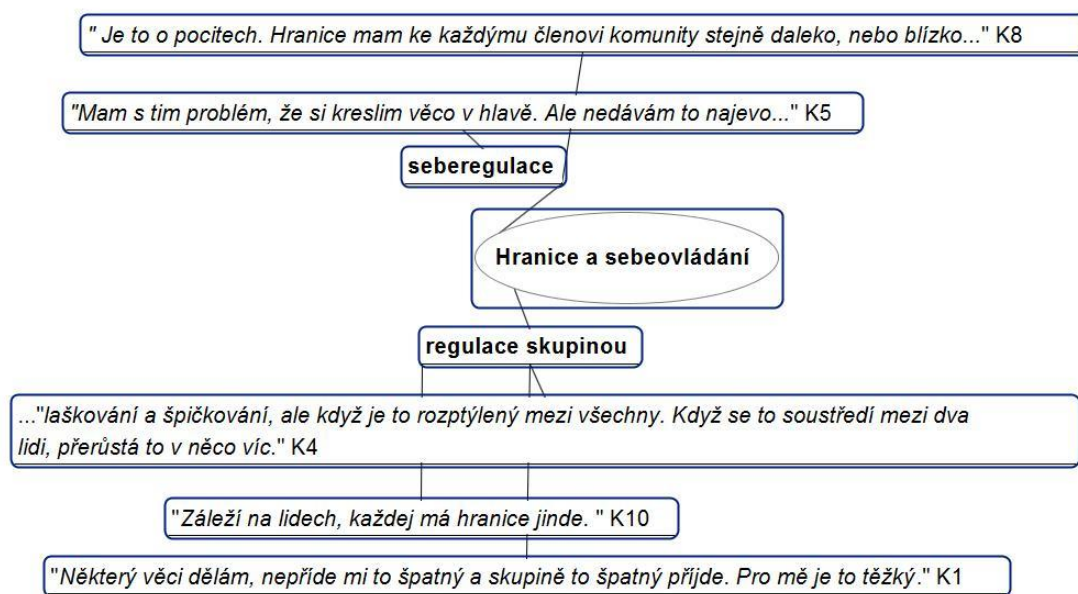 " Je to o pocitech. Hranice mam ke každýmu členovi komunity stejně daleko, nebo blízko..." K8
"Mam s tim problém, že si kreslim věco v hlavě. Ale nedávám to najevo..." K5
seberegulace
Hranice a sebeovládání
regulace skupinou
..."laškování a špičkování, ale když je to rozptýlený mezi všechny. Když se to soustředí mezi dva
lidi, přerůstá to v něco víc." K4
"Záleží na lidech, každej má hranice jinde. " K10
"Některý věci dělám, nepříde mi to špatný a skupině to špatný příjde. Pro mě je to těžký." K1